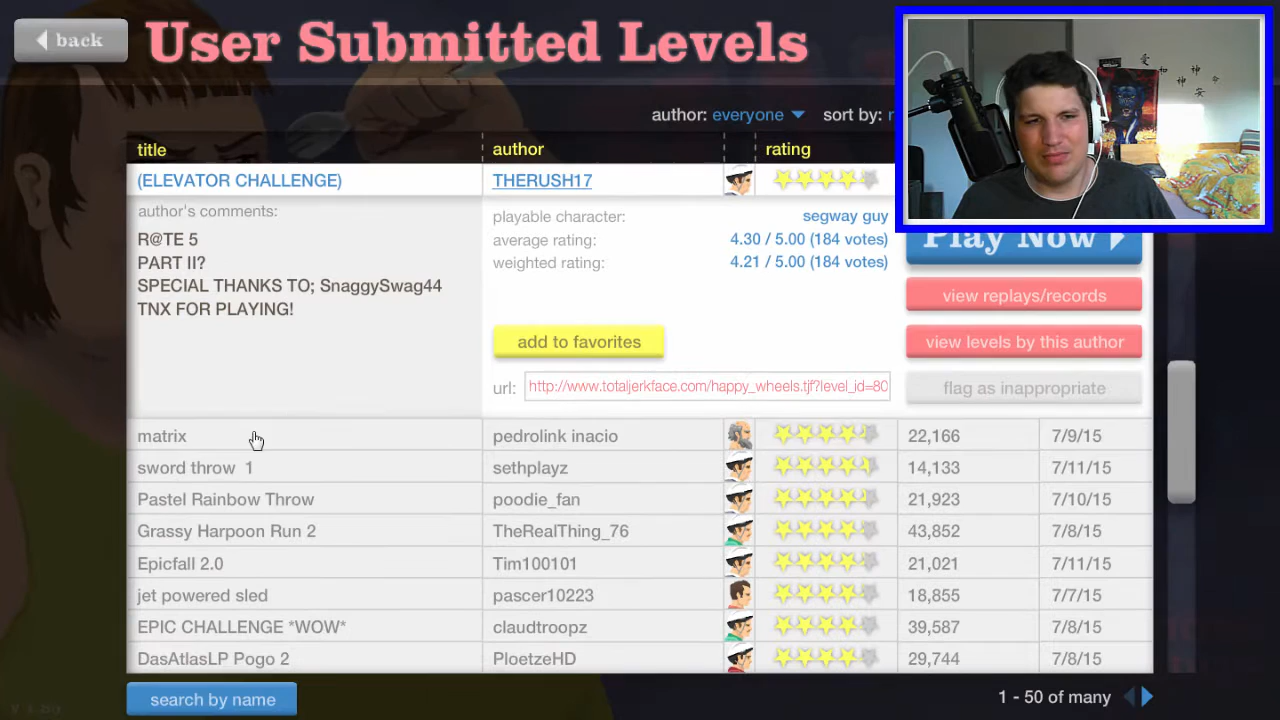 back
User Submitted Levels
author: everyone sort by:
title author rating
(ELEVATOR CHALLENGE) THERUSH17
author's comments:
R@TE 5
PART II?
SPECIAL THANKS TO; SnaggySwag44
TNX FOR PLAYING!
playable character: segway guy
average rating: 4.30 / 5.00 (184 votes)
weighted rating: 4.21 / 5.00 (184 votes)
add to favorites
url: http://www.totaljerkface.com/happy_wheels.tjf?level_id=80
Play Now
view replays/records
view levels by this author
flag as inappropriate
matrix pedrolink inacio 22,166 7/9/15
sword throw 1 sethplayz 14,133 7/11/15
Pastel Rainbow Throw poodie_fan 21,923 7/10/15
Grassy Harpoon Run 2 TheRealThing_76 43,852 7/8/15
Epicfall 2.0 Tim100101 21,021 7/11/15
jet powered sled pascer10223 18,855 7/7/15
EPIC CHALLENGE *WOW* claudtroopz 39,587 7/8/15
DasAtlasLP Pogo 2 PloetzeHD 29,744 7/8/15
search by name
1 - 50 of many